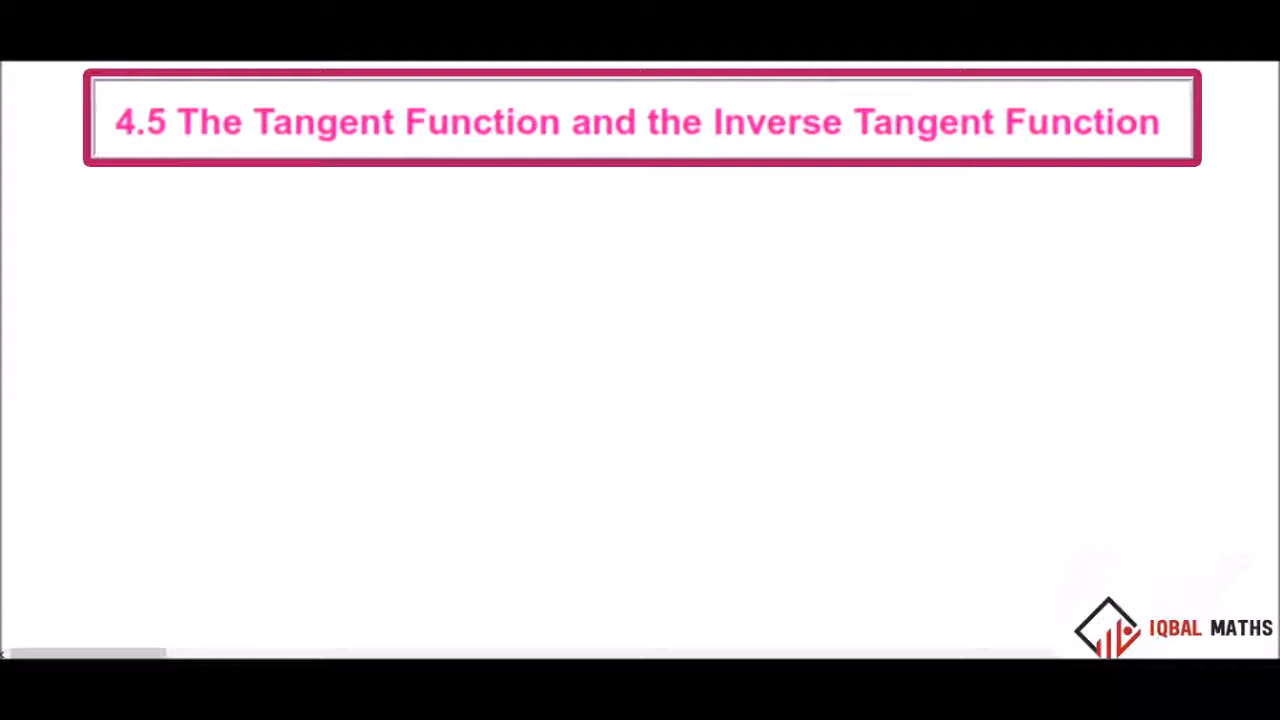 4.5 The Tangent Function and the Inverse Tangent Function
IQBAL MATHS